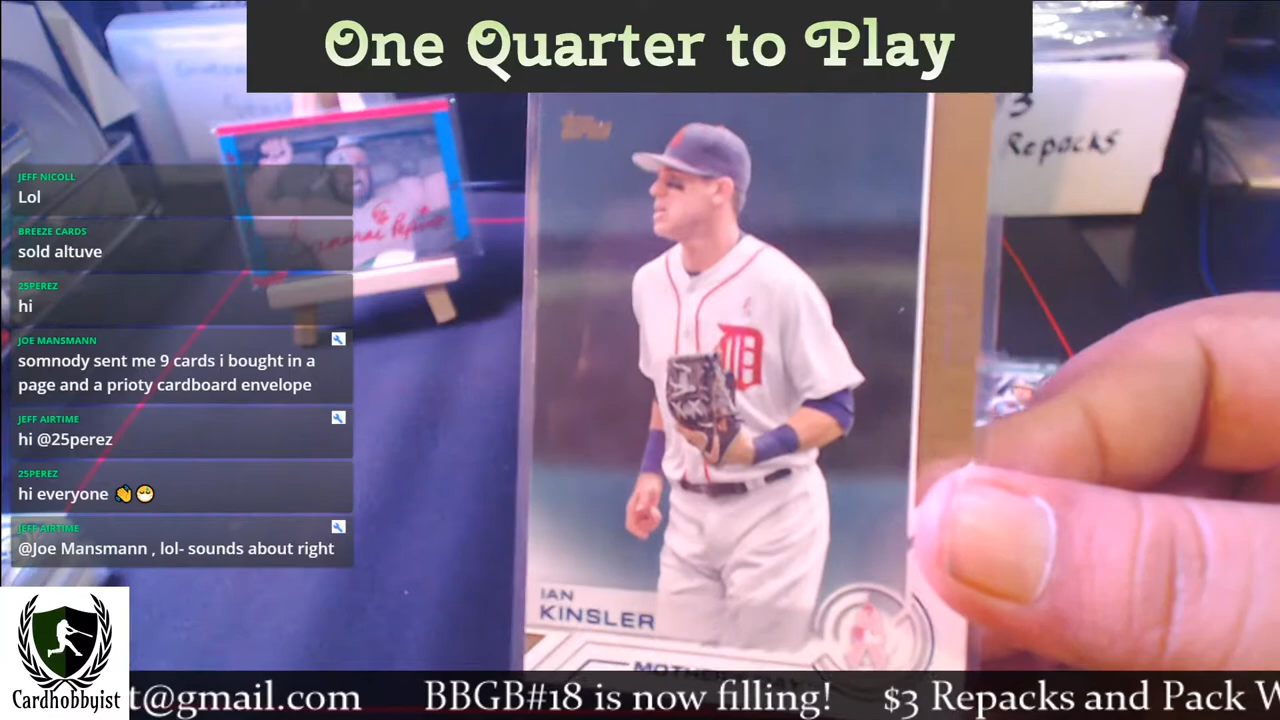 One Quarter to Play
3
Repacks
topps
JEFF NICOLL
Lol
BREEZE CARDS
sold altuve
25PEREZ
hi
JOE MANSMANN
somnody sent me 9 cards i bought in a
page and a prioty cardboard envelope
JEFF AIRTIME
hi @25perez
25PEREZ
hi everyone 👏😷
JEFF AIRTIME
@Joe Mansmann , lol- sounds about right
D
IAN
KINSLER
Cardhobbyist
t@gmail.com BBGB#18 is now filling! $3 Repacks and Pack W